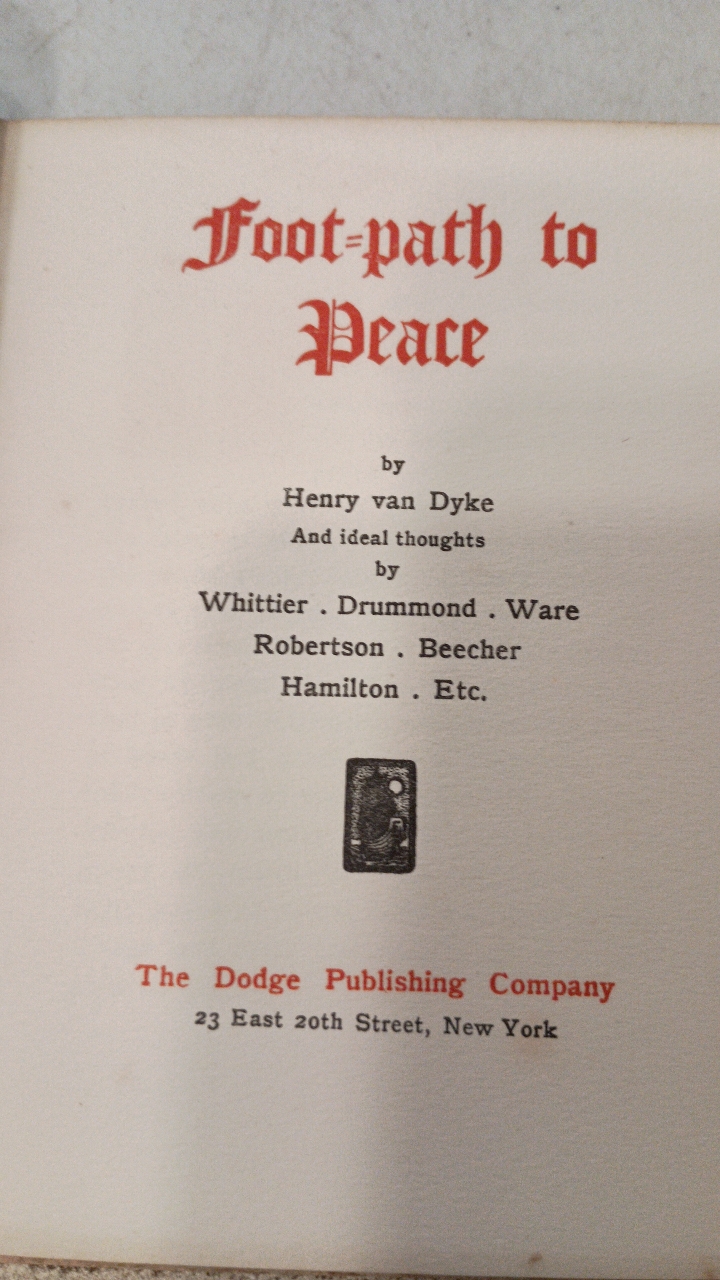 Foot=path to
Peace
by
Henry van Dyke
And ideal thoughts
by
Whittier . Drummond . Ware
Robertson . Beecher
Hamilton . Etc.
The Dodge Publishing Company
23 East 20th Street, New York